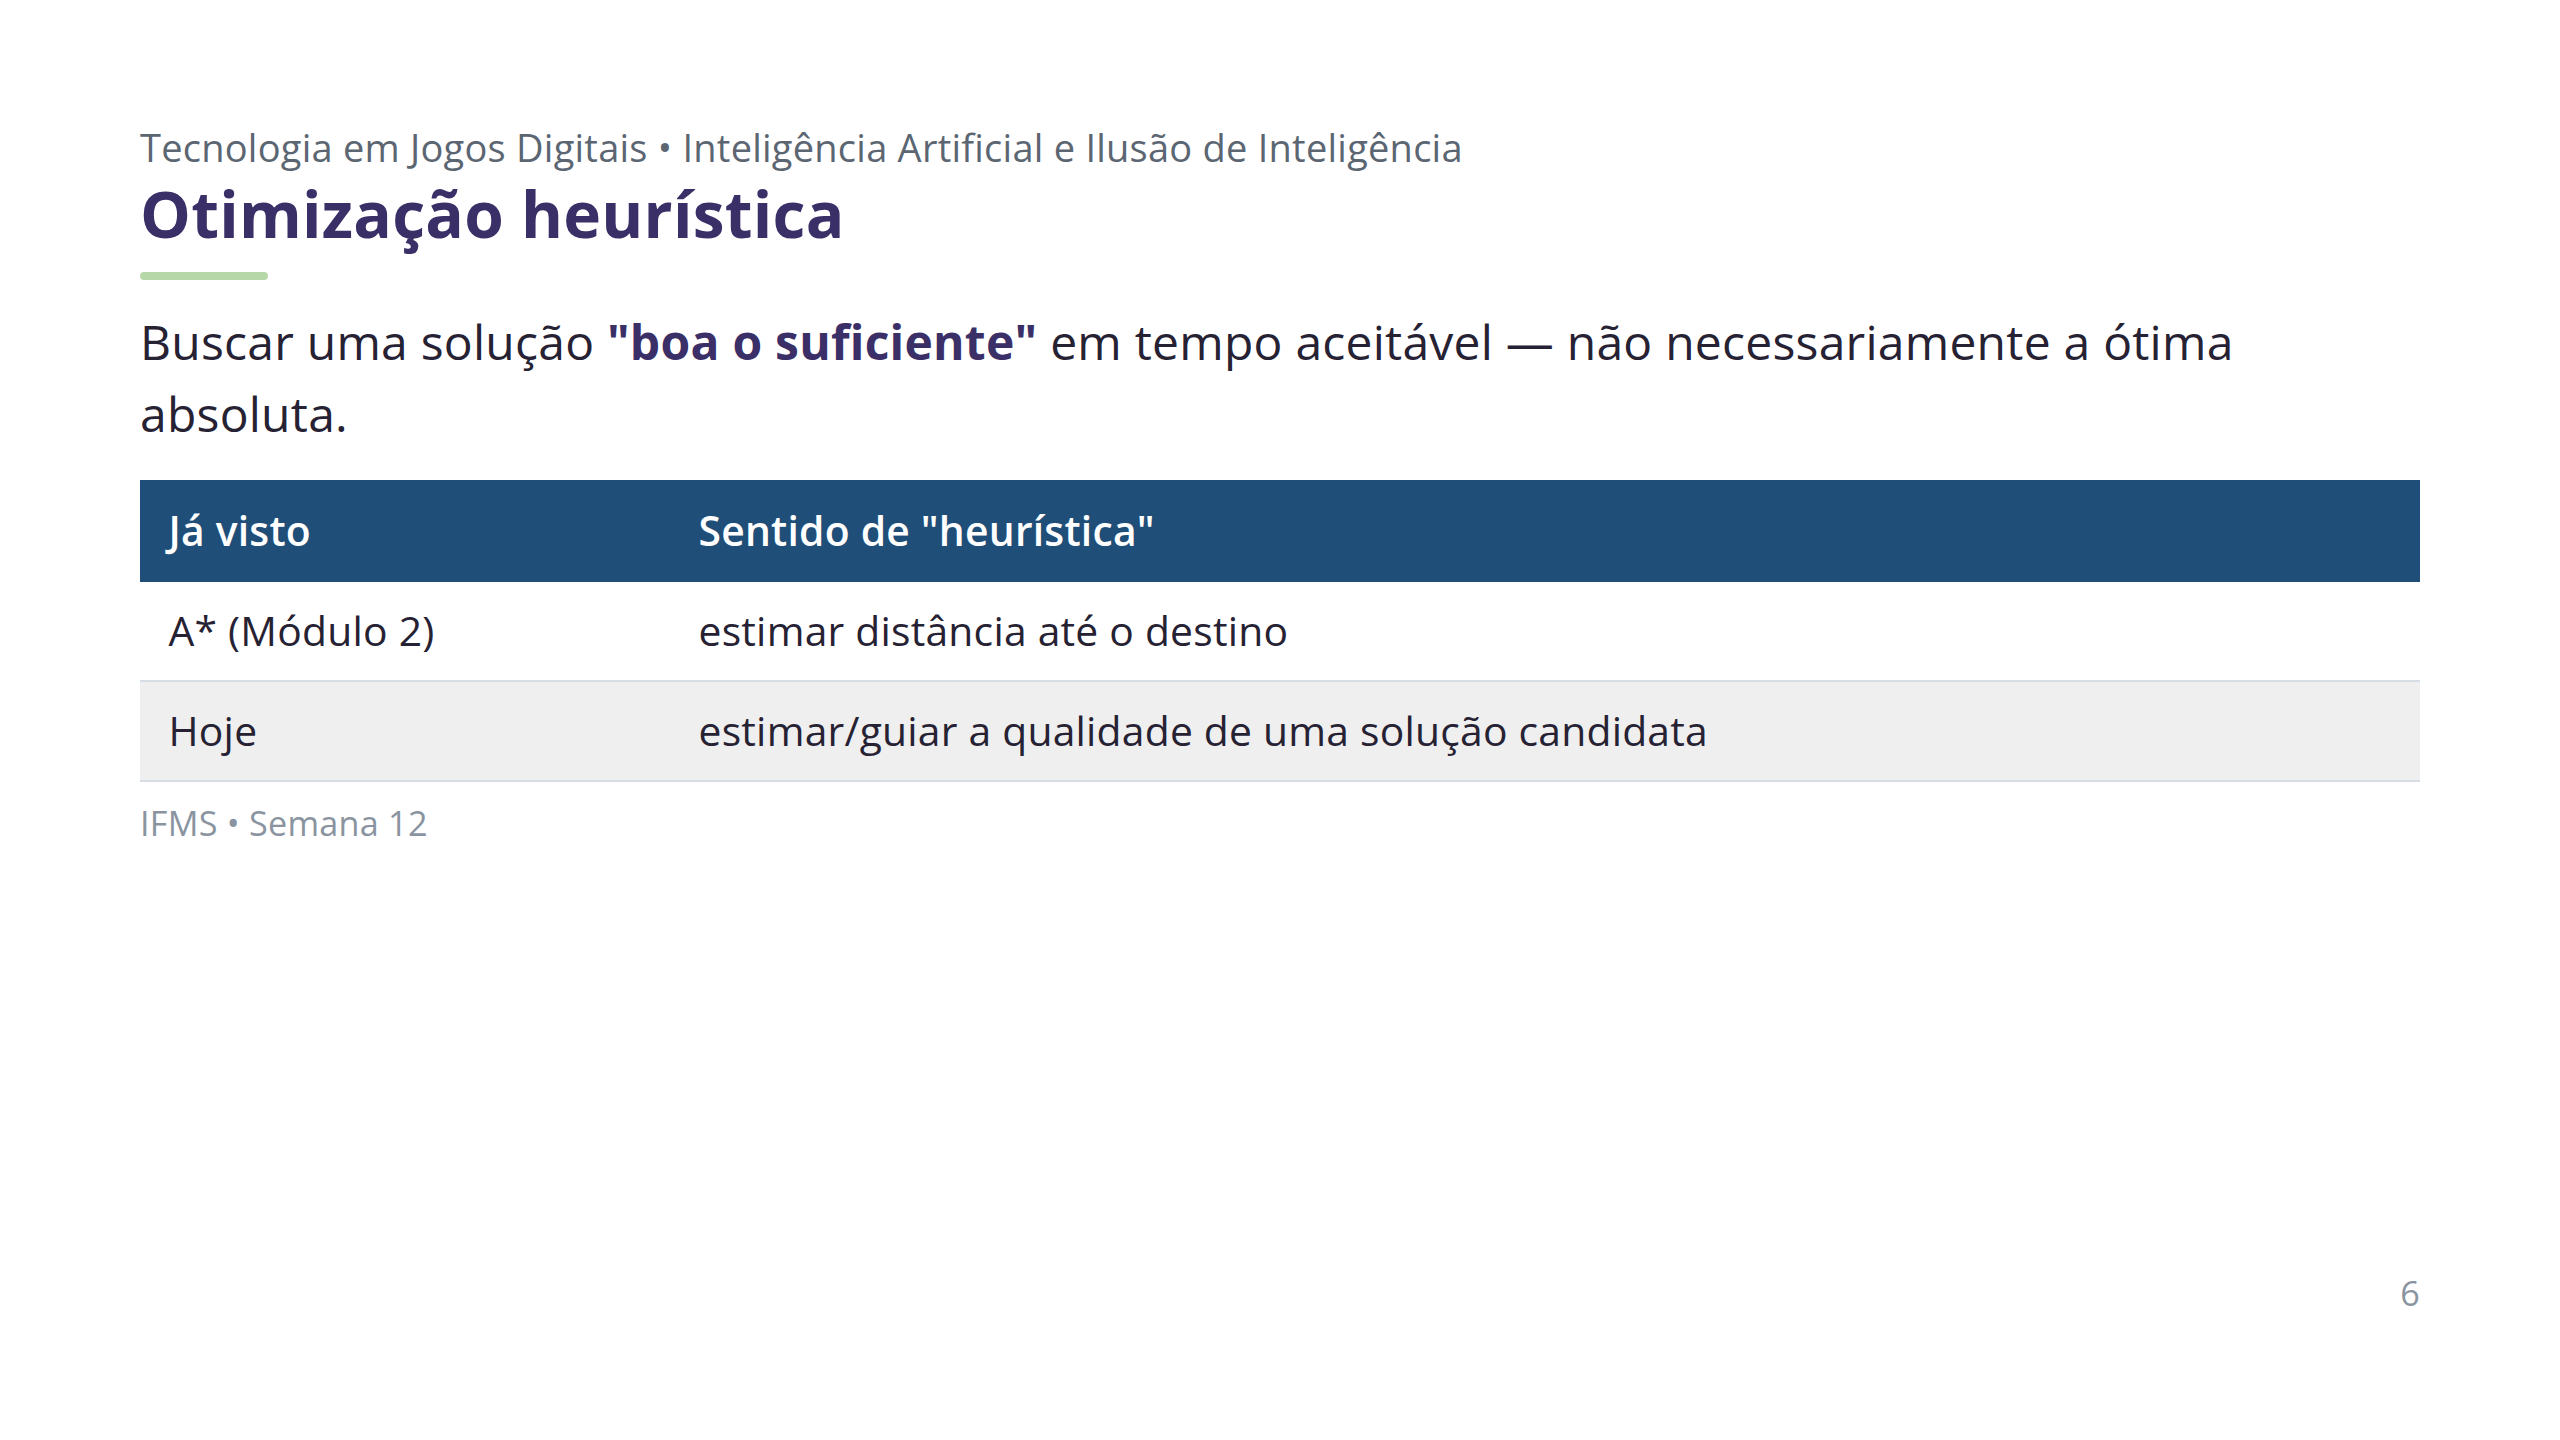 Tecnologia em Jogos Digitais • Inteligência Artificial e Ilusão de Inteligência
Otimização heurística
Buscar uma solução "boa o suficiente" em tempo aceitável — não necessariamente a ótima
absoluta.
Já visto Sentido de "heurística"
A* (Módulo 2) estimar distância até o destino
Hoje estimar/guiar a qualidade de uma solução candidata
IFMS • Semana 12
6